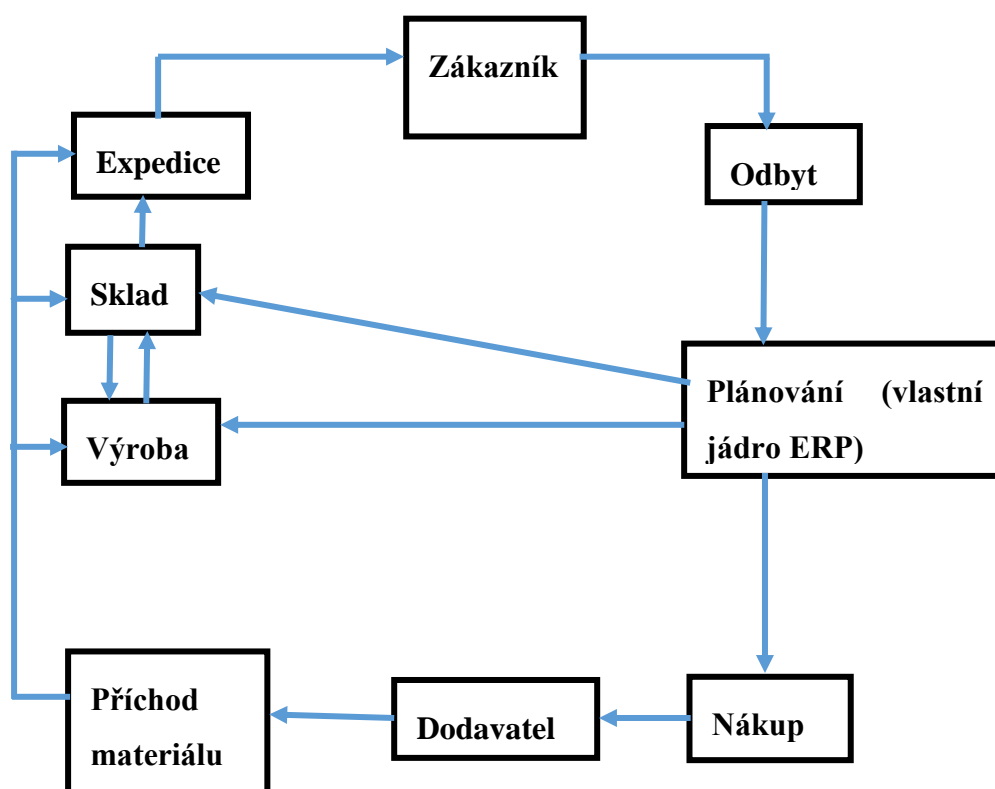 Zákazník
Expedice
Odbyt
Sklad
Plánování (vlastní
jádro ERP)
Výroba
Příchod
materiálu
Dodavatel
Nákup